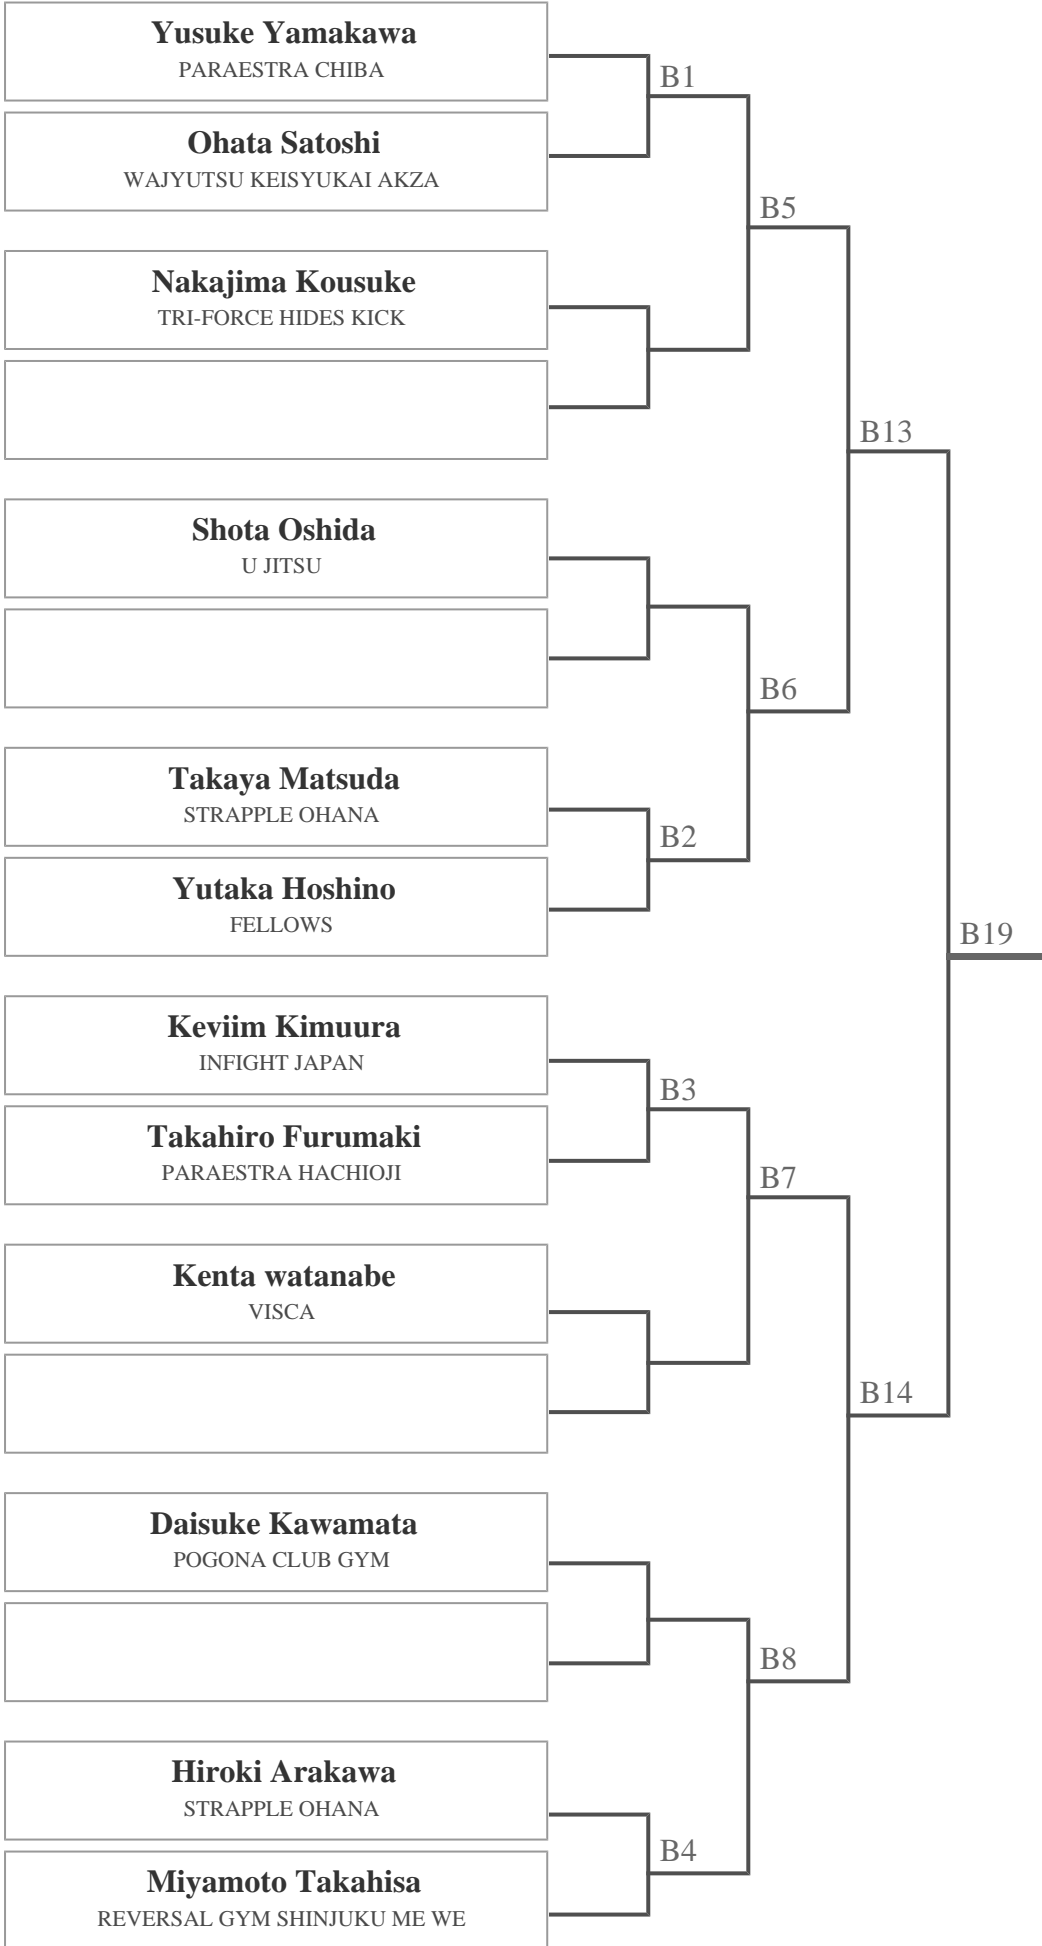 Yusuke Yamakawa
PARAESTRA CHIBA
B1
Ohata Satoshi
WAJYUTSU KEISYUKAI AKZA
B5
Nakajima Kousuke
TRI-FORCE HIDES KICK
B13
Shota Oshida
U JITSU
B6
Takaya Matsuda
STRAPPLE OHANA
B2
Yutaka Hoshino
FELLOWS
B19
Keviim Kimuura
INFIGHT JAPAN
B3
Takahiro Furumaki
PARAESTRA HACHIOJI
B7
Kenta watanabe
VISCA
B14
Daisuke Kawamata
POGONA CLUB GYM
B8
Hiroki Arakawa
STRAPPLE OHANA
B4
Miyamoto Takahisa
REVERSAL GYM SHINJUKU ME WE